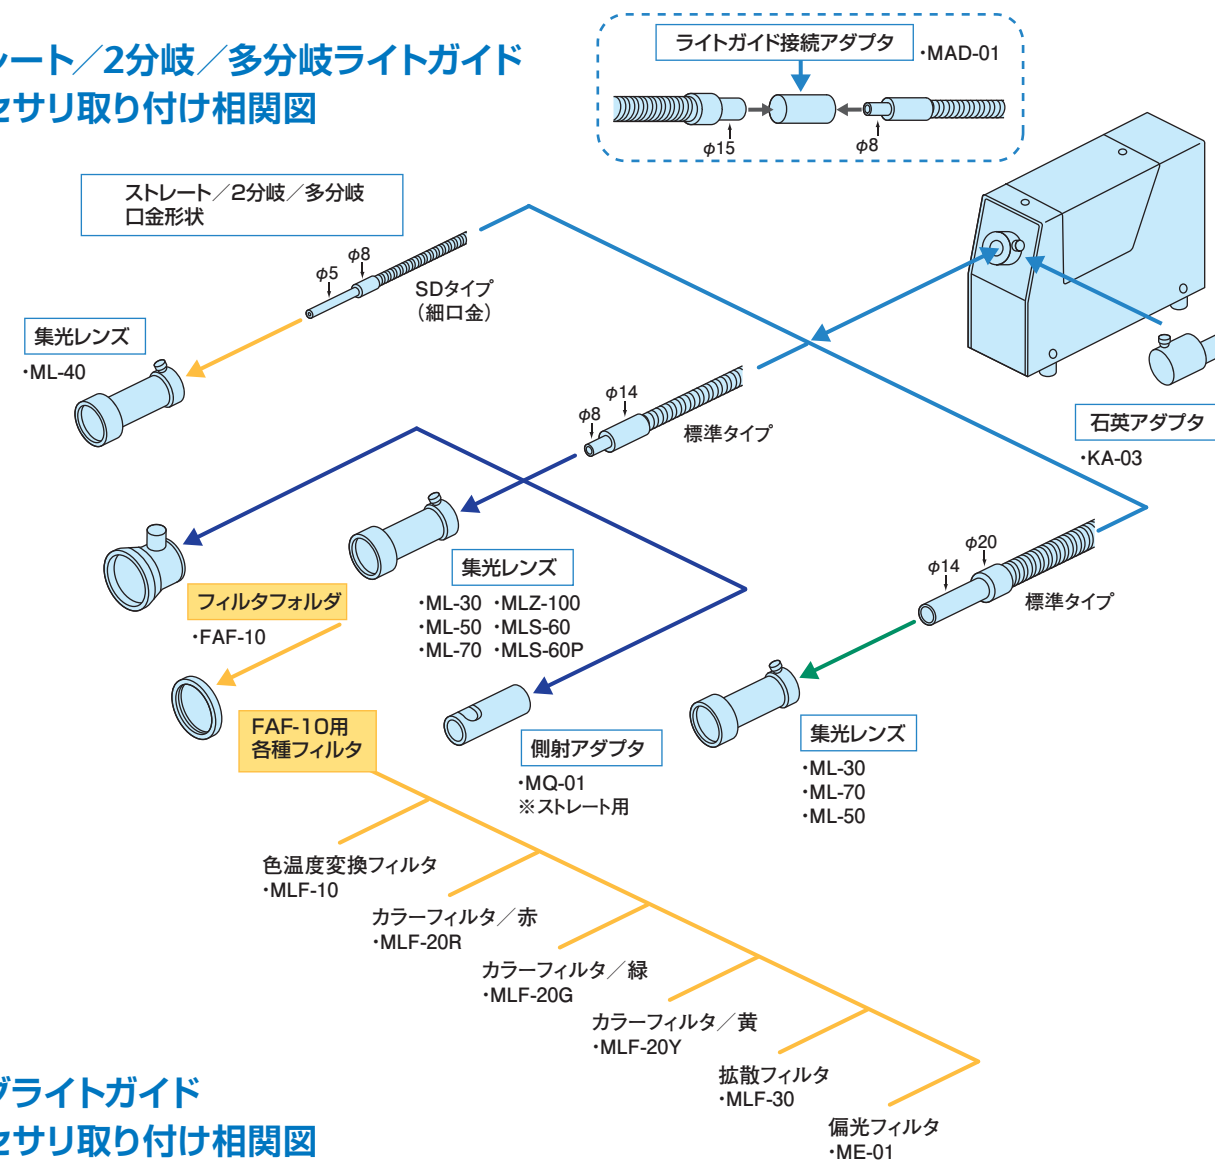 ート／2分岐／多分岐ライトガイド
セサリ取り付け相関図
ライトガイド接続アダプタ
・MAD-01
φ15
φ8
ストレート／2分岐／多分岐
口金形状
φ5
φ8
SDタイプ
（細口金）
集光レンズ
・ML-40
φ14
φ8
標準タイプ
石英アダプタ
・KA-03
集光レンズ
・ML-30 ・MLZ-100
・ML-50 ・MLS-60
・ML-70 ・MLS-60P
フィルタフォルダ
・FAF-10
φ20
φ14
標準タイプ
FAF-10用
各種フィルタ
側射アダプタ
・MQ-01
※ストレート用
集光レンズ
・ML-30
・ML-70
・ML-50
色温度変換フィルタ
・MLF-10
カラーフィルタ／赤
・MLF-20R
カラーフィルタ／緑
・MLF-20G
カラーフィルタ／黄
・MLF-20Y
拡散フィルタ
・MLF-30
偏光フィルタ
・ME-01
グライトガイド
セサリ取り付け相関図